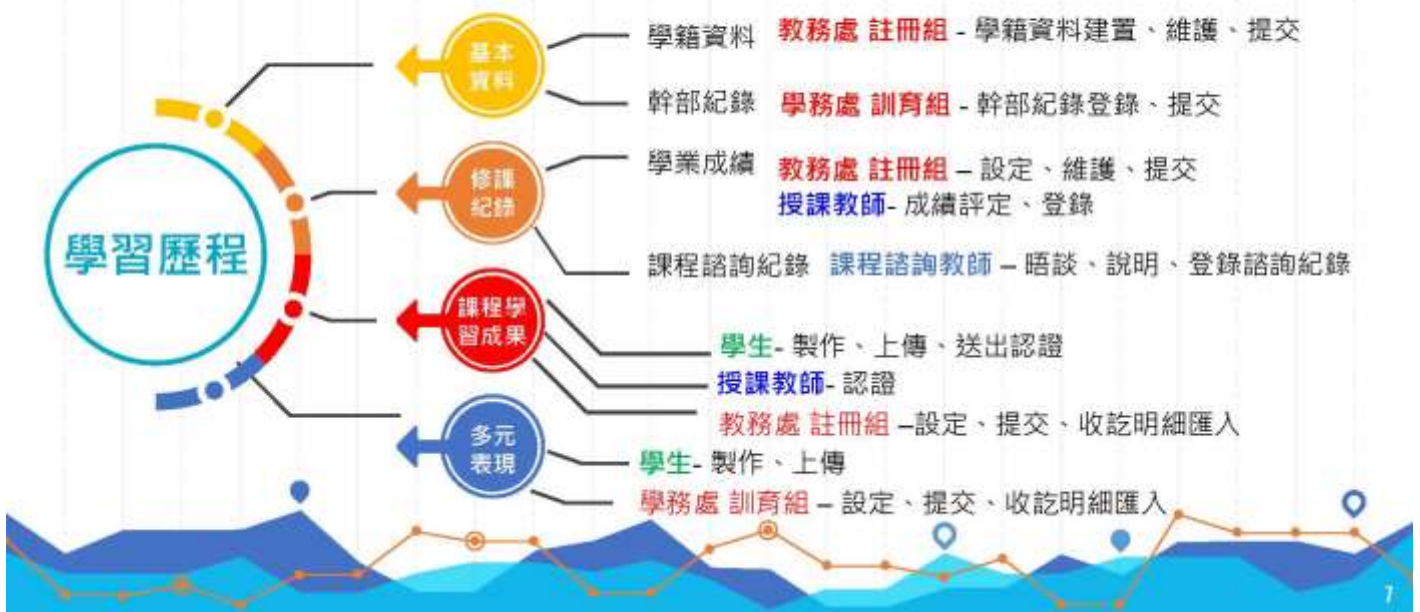 學習歷程
基本
資料
學籍資料 教務處 註冊組 - 學籍資料建置、維護、提交
幹部紀錄 學務處 訓育組 - 幹部紀錄登錄、提交
修課
紀錄
學業成績 教務處 註冊組 – 設定、維護、提交
授課教師- 成績評定、登錄
課程諮詢紀錄 課程諮詢教師 – 晤談、說明、登錄諮詢紀錄
課程學
習成果
學生- 製作、上傳、送出認證
授課教師- 認證
教務處 註冊組 –設定、提交、收訖明細匯入
多元
表現
學生- 製作、上傳
學務處 訓育組 – 設定、提交、收訖明細匯入
7